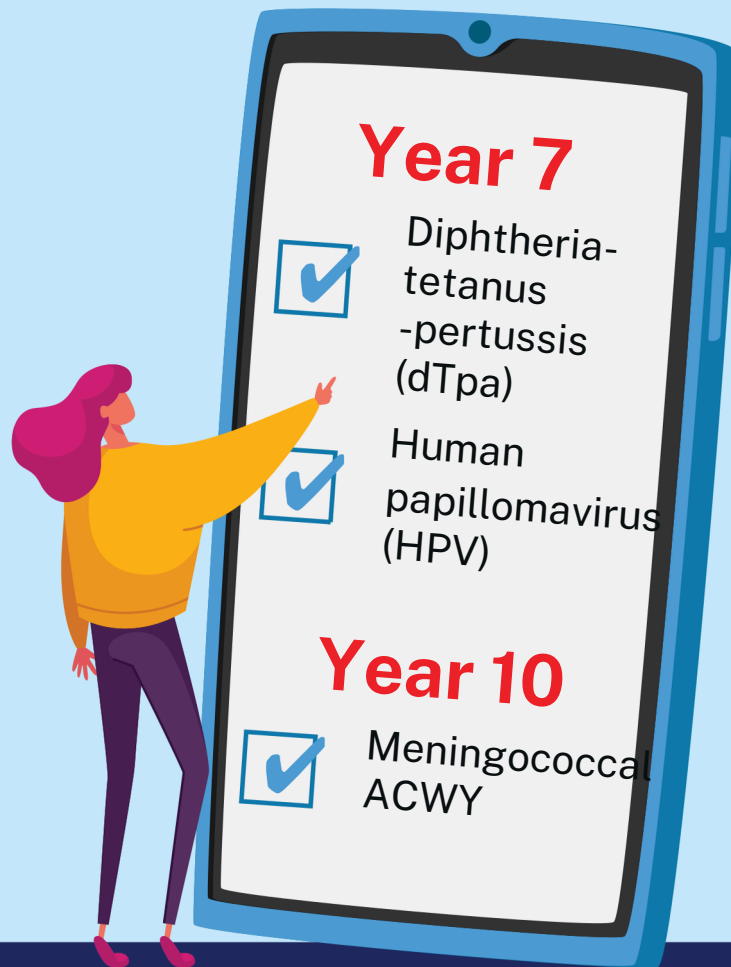 Year 7
Diphtheria-
tetanus
-pertussis
(dTpa)
Human
papillomavirus
(HPV)
Year 10
Meningococcal
ACWY